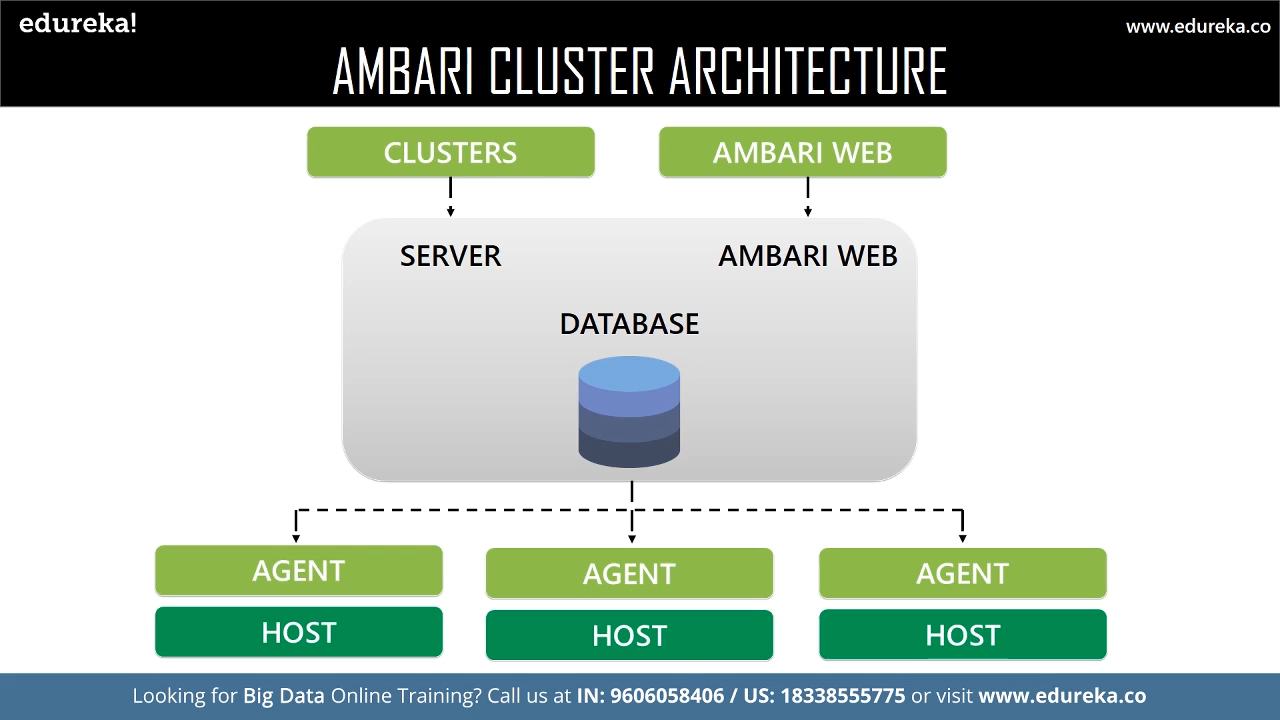 edureka!
www.edureka.co
AMBARI CLUSTER ARCHITECTURE
CLUSTERS
AMBARI WEB
SERVER
AMBARI WEB
DATABASE
AGENT
AGENT
AGENT
HOST
HOST
HOST
Looking for Big Data Online Training? Call us at IN: 9606058406 / US: 18338555775 or visit www.edureka.co